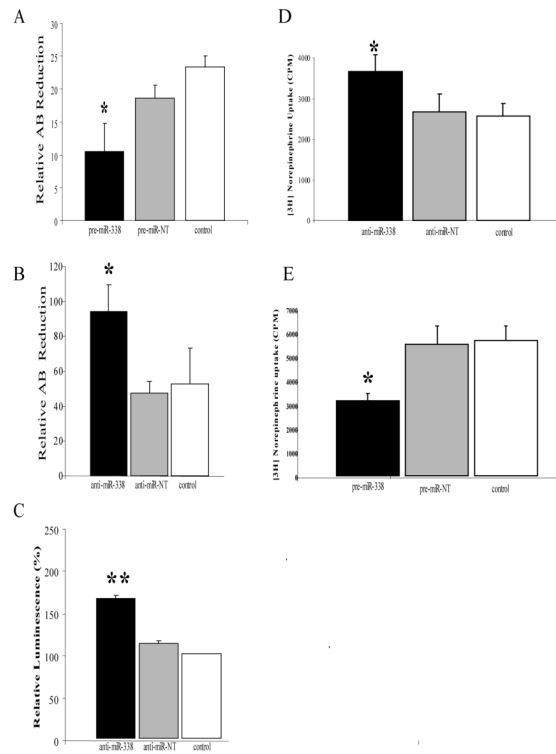 A
Relative AB Reduction
30
25
20
15
10
5
0
*
pre-miR-338 pre-miR-NT control
D
[3H] Norepinephrine Uptake (CPM)
4000
3000
2000
1000
0
*
anti-miR-338 anti-miR-NT control
B
Relative AB Reduction
120
100
80
60
40
20
0
*
anti-miR-338 anti-miR-NT control
E
[3H] Norepinephrine uptake (CPM)
7000
6000
5000
4000
3000
2000
1000
0
*
pre-miR-338 pre-miR-NT control
C
Relative Luminescence (%)
250
200
150
100
50
0
**
anti-miR-338 anti-miR-NT control